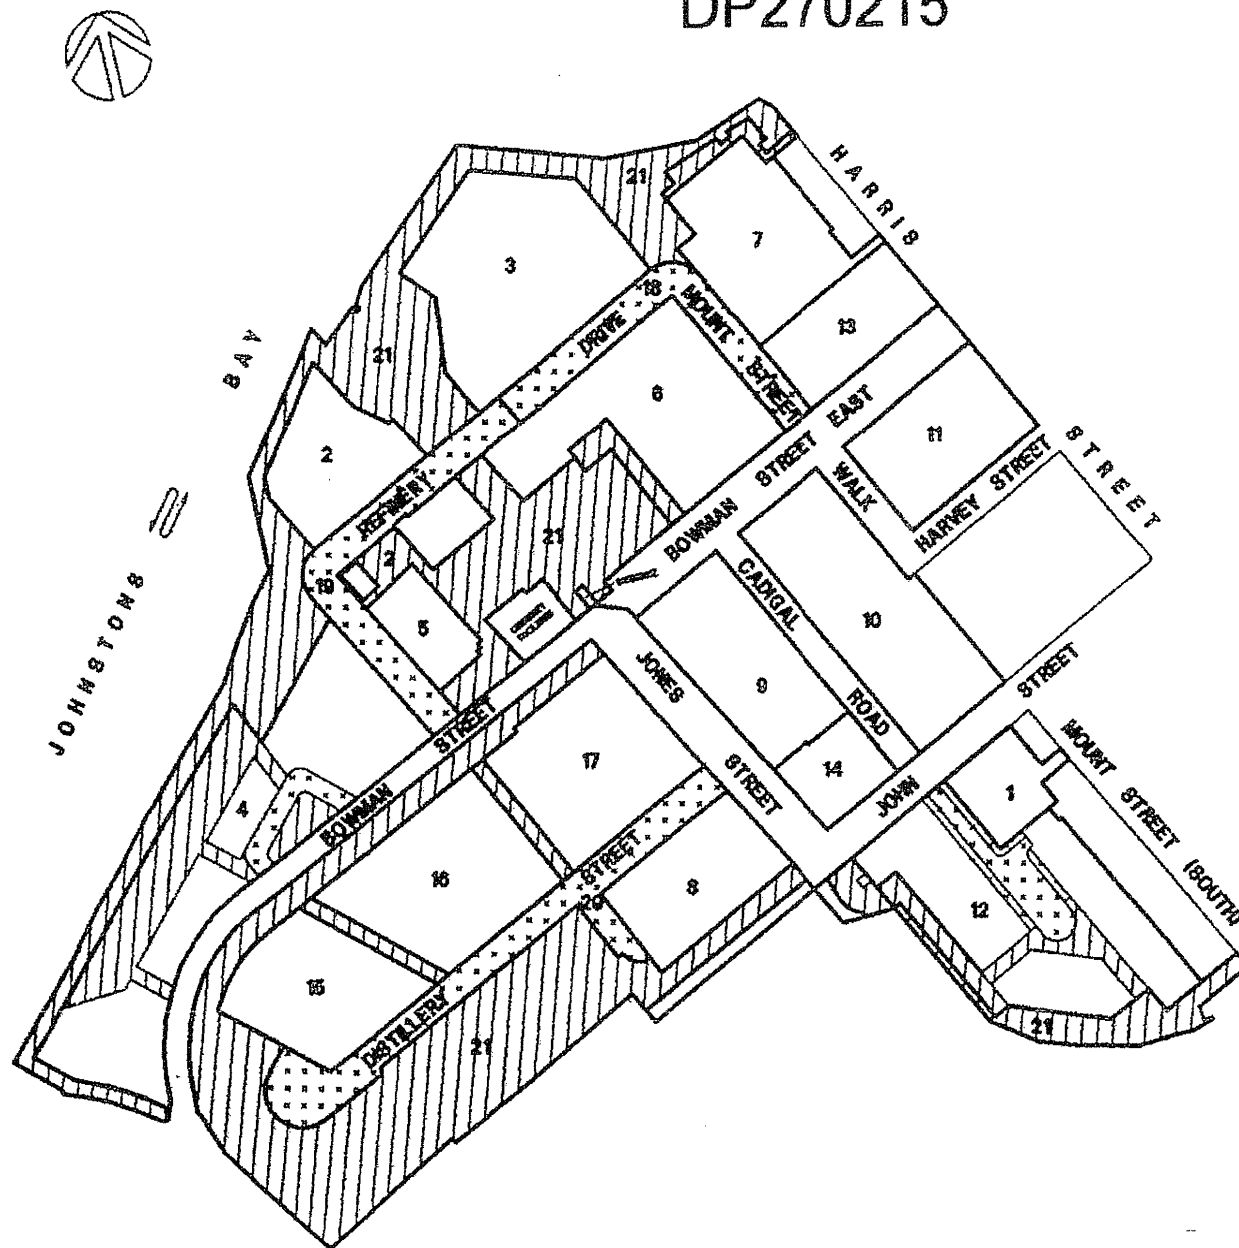 DP270215
HARRIS
21
7
3
18
MOUNT
DRIVE
13
BAY
21
STREET
6
EAST
11
STREET
2
STREET
WALK
HARVEY STREET
REFINERY
BOWMAN
21
2
19
CADIGAL
JOHNSTONS
5
10
JONES
STREET
9
ROAD
STREET
MOUNT
17
STREET
14
1
JOHN
STREET
4
BOWMAN
STREET
(SOUTH)
16
8
20
12
15
DISTILLERY
21
21